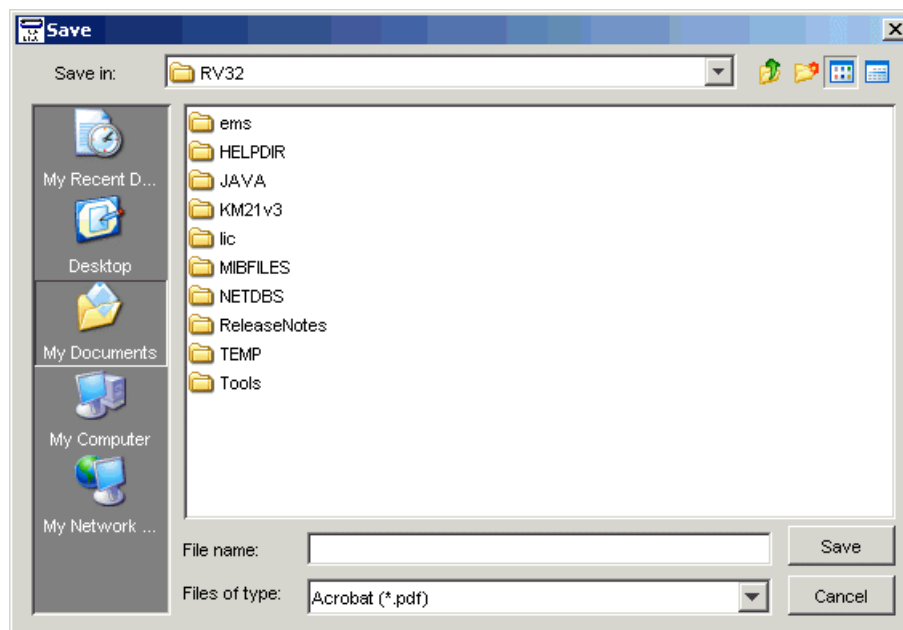 Save
Save in:
RV32
My Recent D...
Desktop
My Documents
My Computer
My Network ...
ems
HELPDIR
JAVA
KM21v3
lic
MIBFILES
NETDBS
ReleaseNotes
TEMP
Tools
File name:
Save
Files of type:
Acrobat (*.pdf)
Cancel